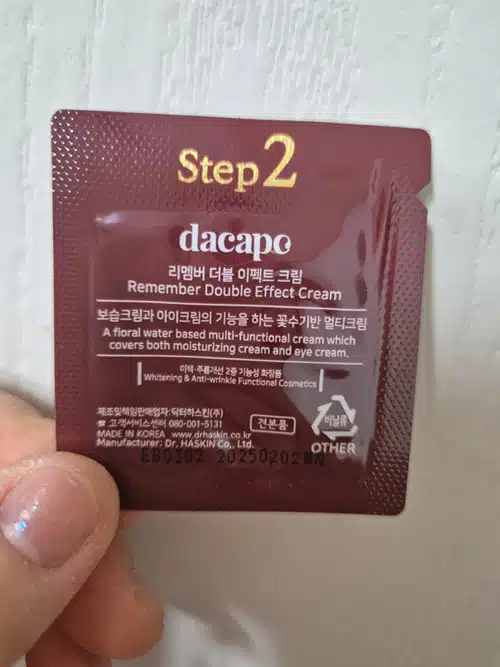 Step 2
dacapo
리멤버 더블 이펙트 크림
Remember Double Effect Cream
보습크림과 아이크림의 기능을 하는 꽃수기반 멀티크림
A floral water based multi-functional cream which
covers both moisturizing cream and eye cream.
미백·주름개선 2중 기능성 화장품
Whitening & Anti-wrinkle Functional Cosmetics
제조및책임판매업자:닥터하스킨(주)
☎ 고객서비스센터 080-001-5131
견본품
MADE IN KOREA www.drhaskin.co.kr
Manufacturer: Dr. HASKIN Co., Ltd.
비닐류
OTHER
EB0302 20250202